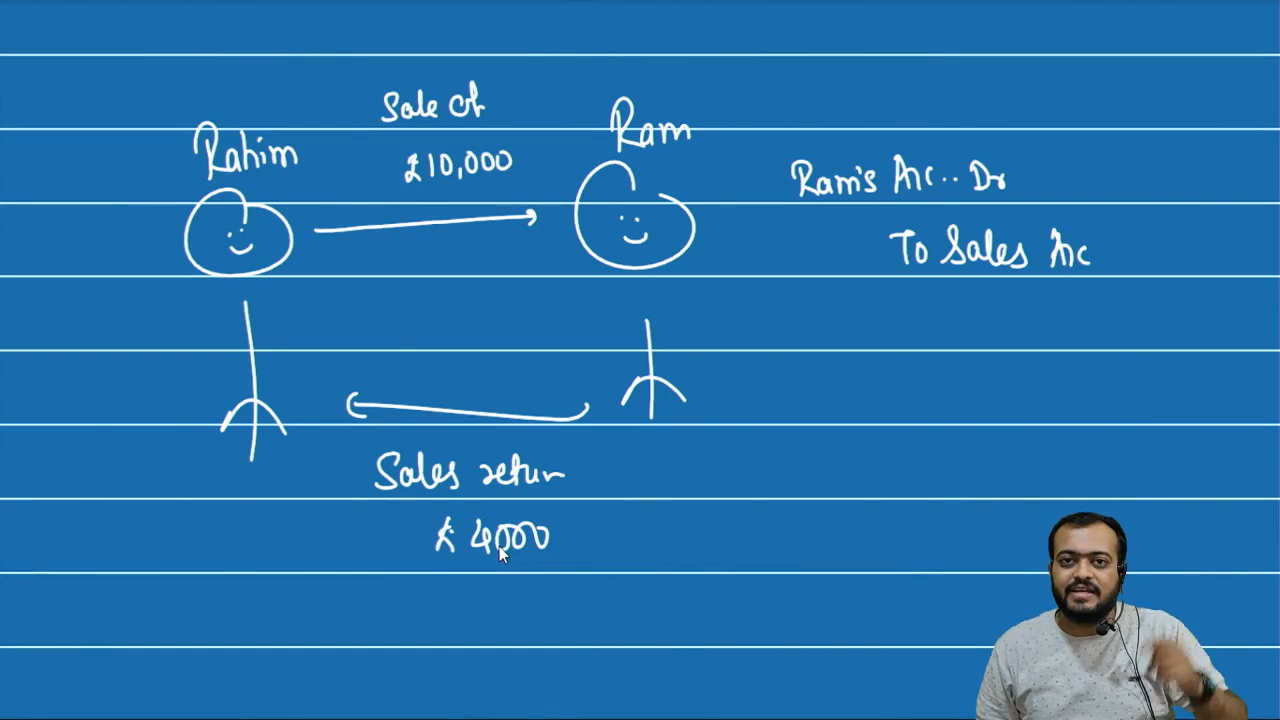 Rahim
Sale of
₹10,000
Ram
Ram's A/c.. Dr
To Sales A/c
Sales return
₹ 4000